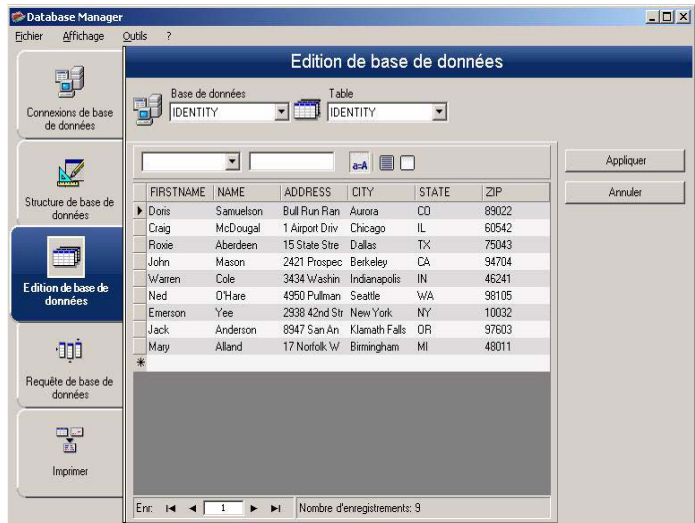 Database Manager
Fichier Affichage Outils ?
Connexions de base de données
Structure de base de données
Edition de base de données
Requête de base de données
Imprimer
Edition de base de données
Base de données Table
IDENTITY IDENTITY
a=A
Appliquer
Annuler
FIRSTNAME NAME ADDRESS CITY STATE ZIP
Doris Samuelson Bull Run Ran Aurora CO 89022
Craig McDougal 1 Airport Driv Chicago IL 60542
Roxie Aberdeen 15 State Stre Dallas TX 75043
John Mason 2421 Prospec Berkeley CA 94704
Warren Cole 3434 Washin Indianapolis IN 46241
Ned O'Hare 4950 Pullman Seattle WA 98105
Emerson Yee 2938 42nd Str New York NY 10032
Jack Anderson 8947 San An Klamath Falls OR 97603
Mary Alland 17 Norfolk W Birmingham MI 48011
Enr: 1 Nombre d'enregistrements: 9